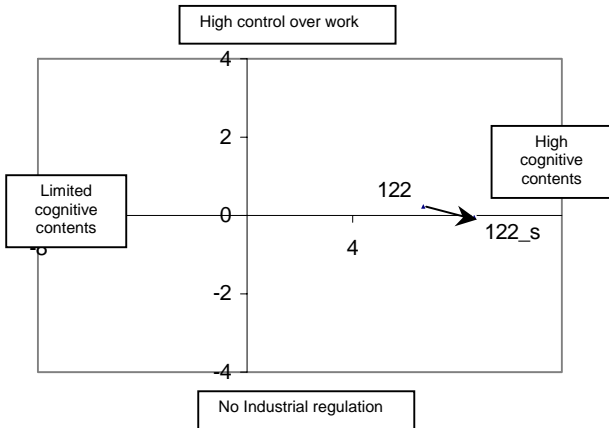 High control over work
4
2
High
cognitive
contents
122
Limited
cognitive
contents
0
122_s
4
-2
-4
No Industrial regulation